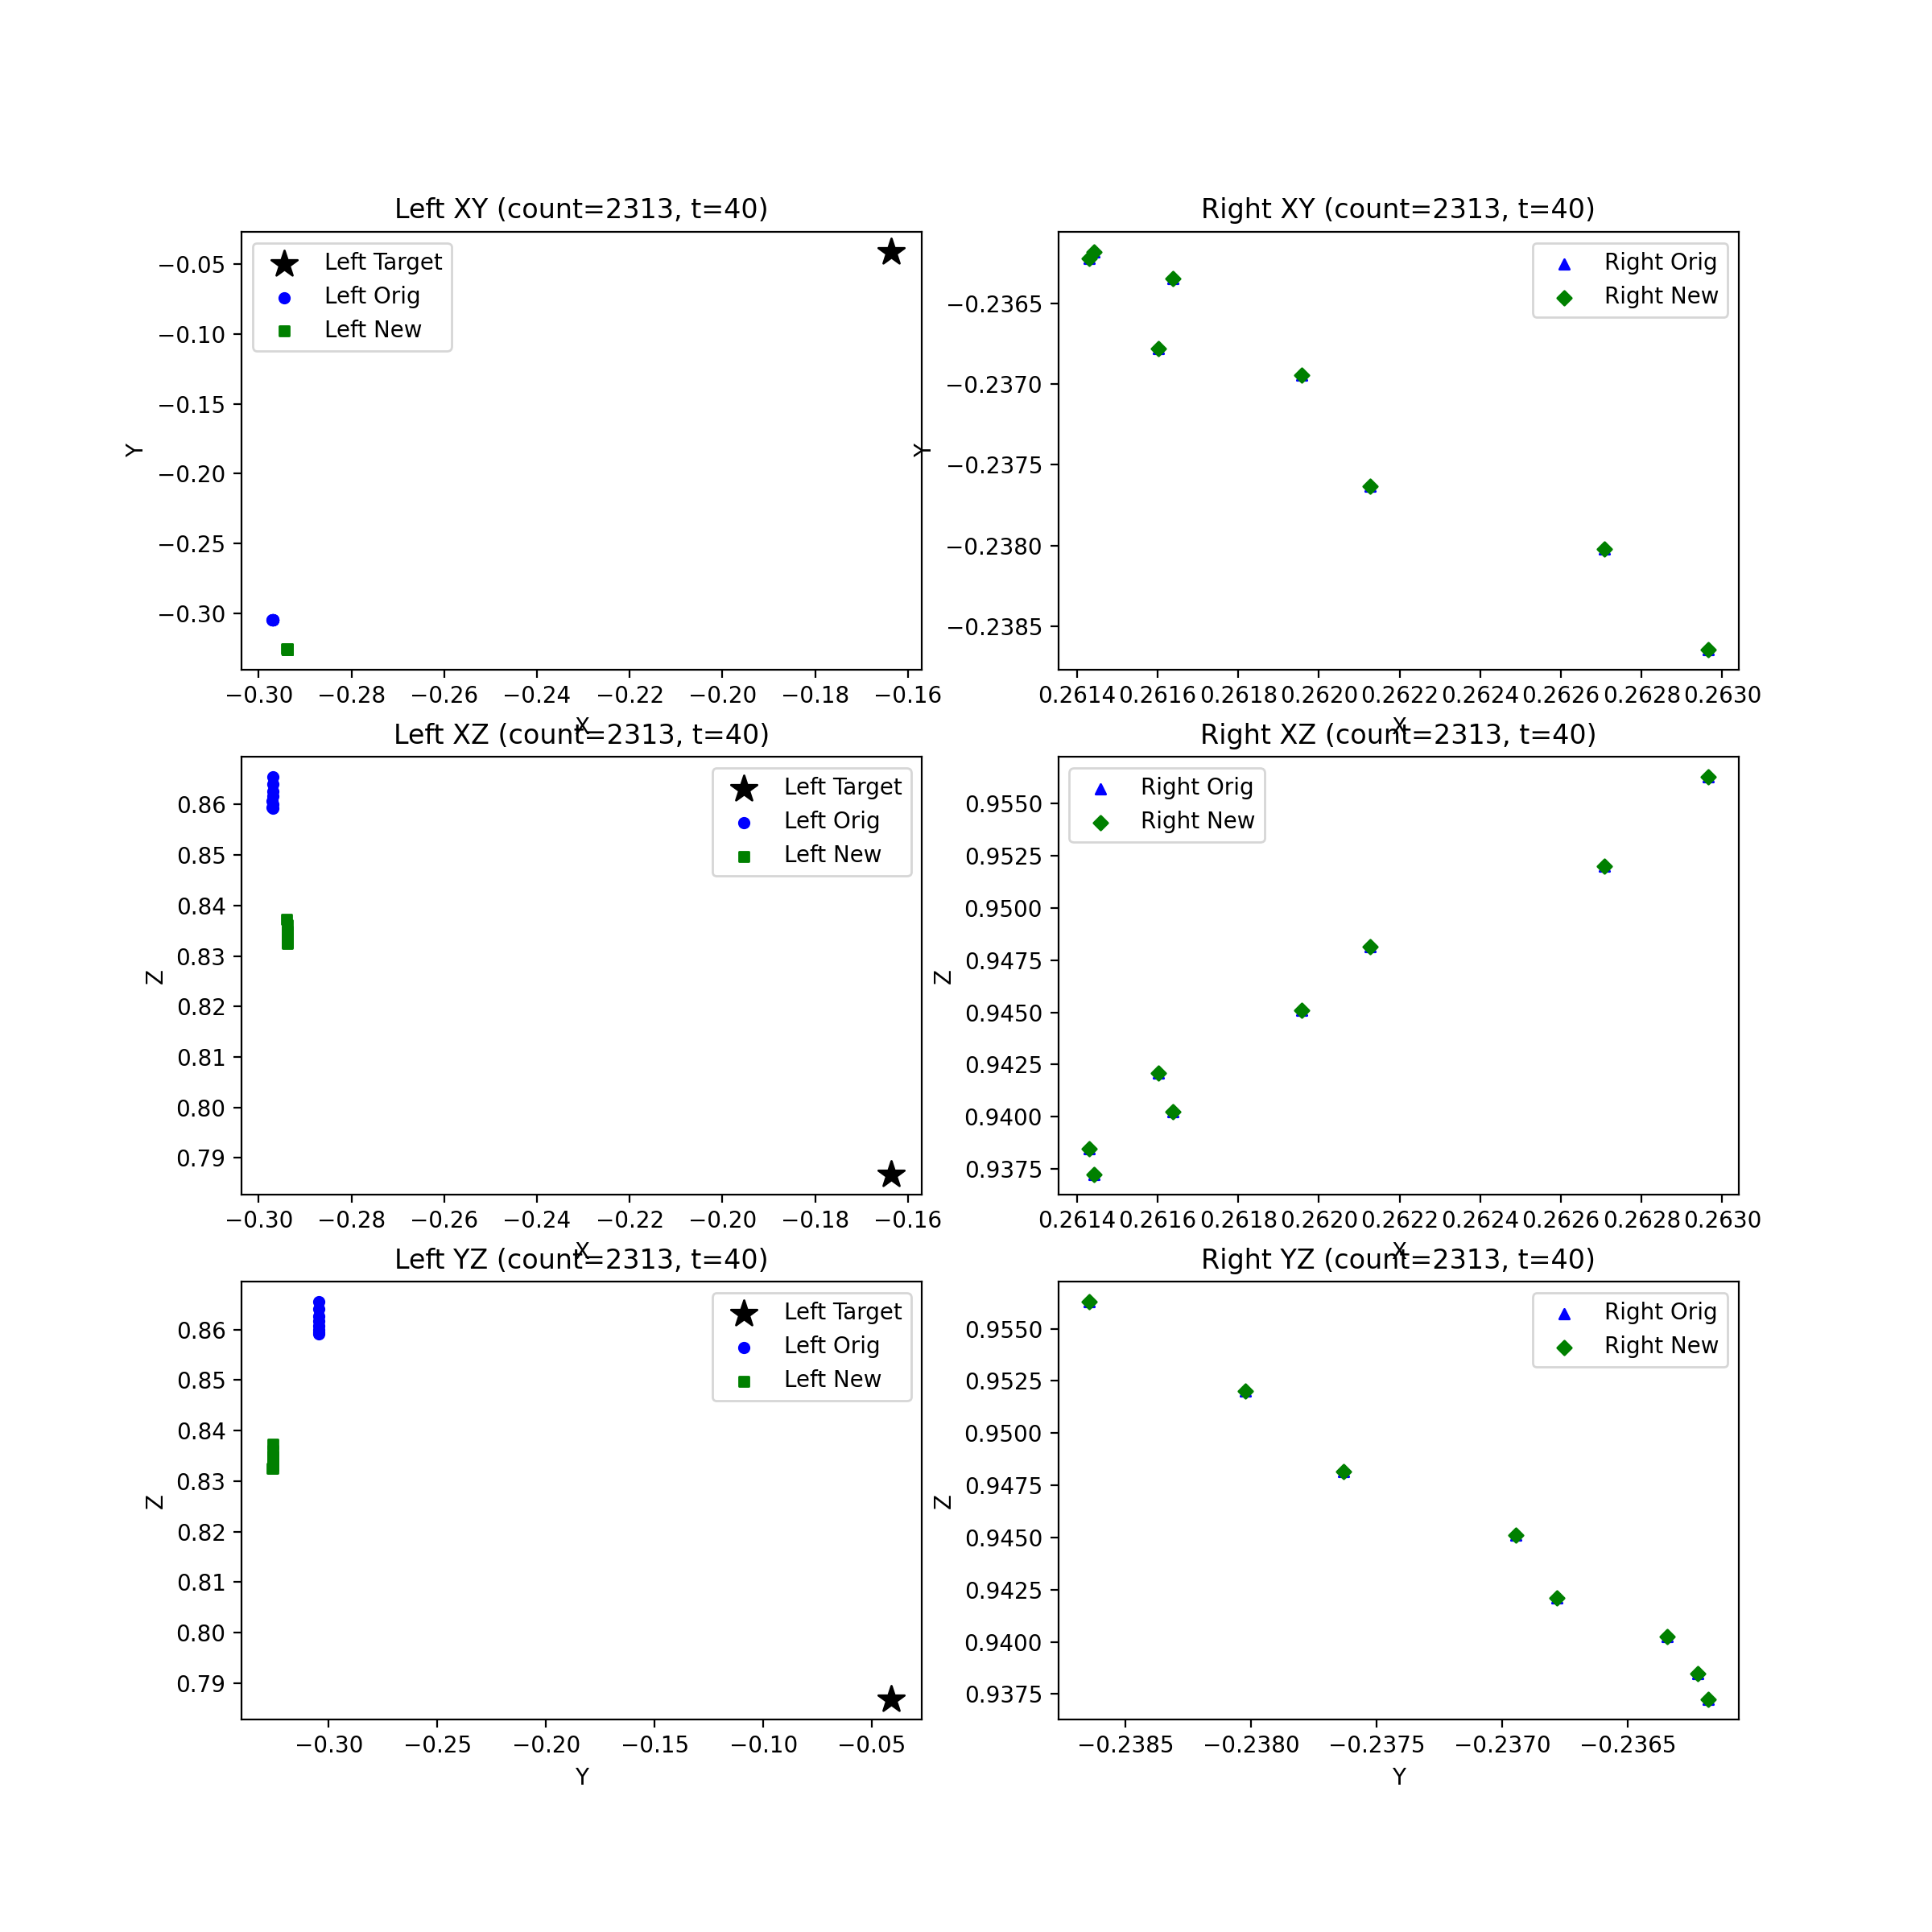 Left XY (count=2313, t=40)
Left Target
Left Orig
Left New
−0.05
−0.10
−0.15
−0.20
−0.25
−0.30
Y
−0.30 −0.28 −0.26 −0.24 −0.22 −0.20 −0.18 −0.16
X
Right XY (count=2313, t=40)
Right Orig
Right New
−0.2365
−0.2370
−0.2375
−0.2380
−0.2385
Y
0.2614 0.2616 0.2618 0.2620 0.2622 0.2624 0.2626 0.2628 0.2630
X
Left XZ (count=2313, t=40)
Left Target
Left Orig
Left New
0.86
0.85
0.84
0.83
0.82
0.81
0.80
0.79
Z
−0.30 −0.28 −0.26 −0.24 −0.22 −0.20 −0.18 −0.16
X
Right XZ (count=2313, t=40)
Right Orig
Right New
0.9550
0.9525
0.9500
0.9475
0.9450
0.9425
0.9400
0.9375
Z
0.2614 0.2616 0.2618 0.2620 0.2622 0.2624 0.2626 0.2628 0.2630
X
Left YZ (count=2313, t=40)
Left Target
Left Orig
Left New
0.86
0.85
0.84
0.83
0.82
0.81
0.80
0.79
Z
−0.30 −0.25 −0.20 −0.15 −0.10 −0.05
Y
Right YZ (count=2313, t=40)
Right Orig
Right New
0.9550
0.9525
0.9500
0.9475
0.9450
0.9425
0.9400
0.9375
Z
−0.2385 −0.2380 −0.2375 −0.2370 −0.2365
Y